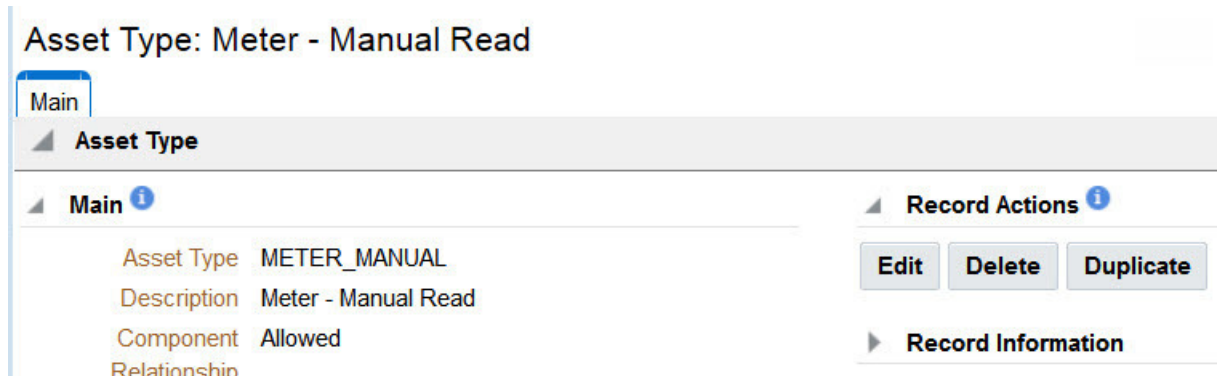 Asset Type: Meter - Manual Read
Main
Asset Type
Main
Asset Type METER_MANUAL
Description Meter - Manual Read
Component Allowed
Relationship
Record Actions
Edit Delete Duplicate
Record Information